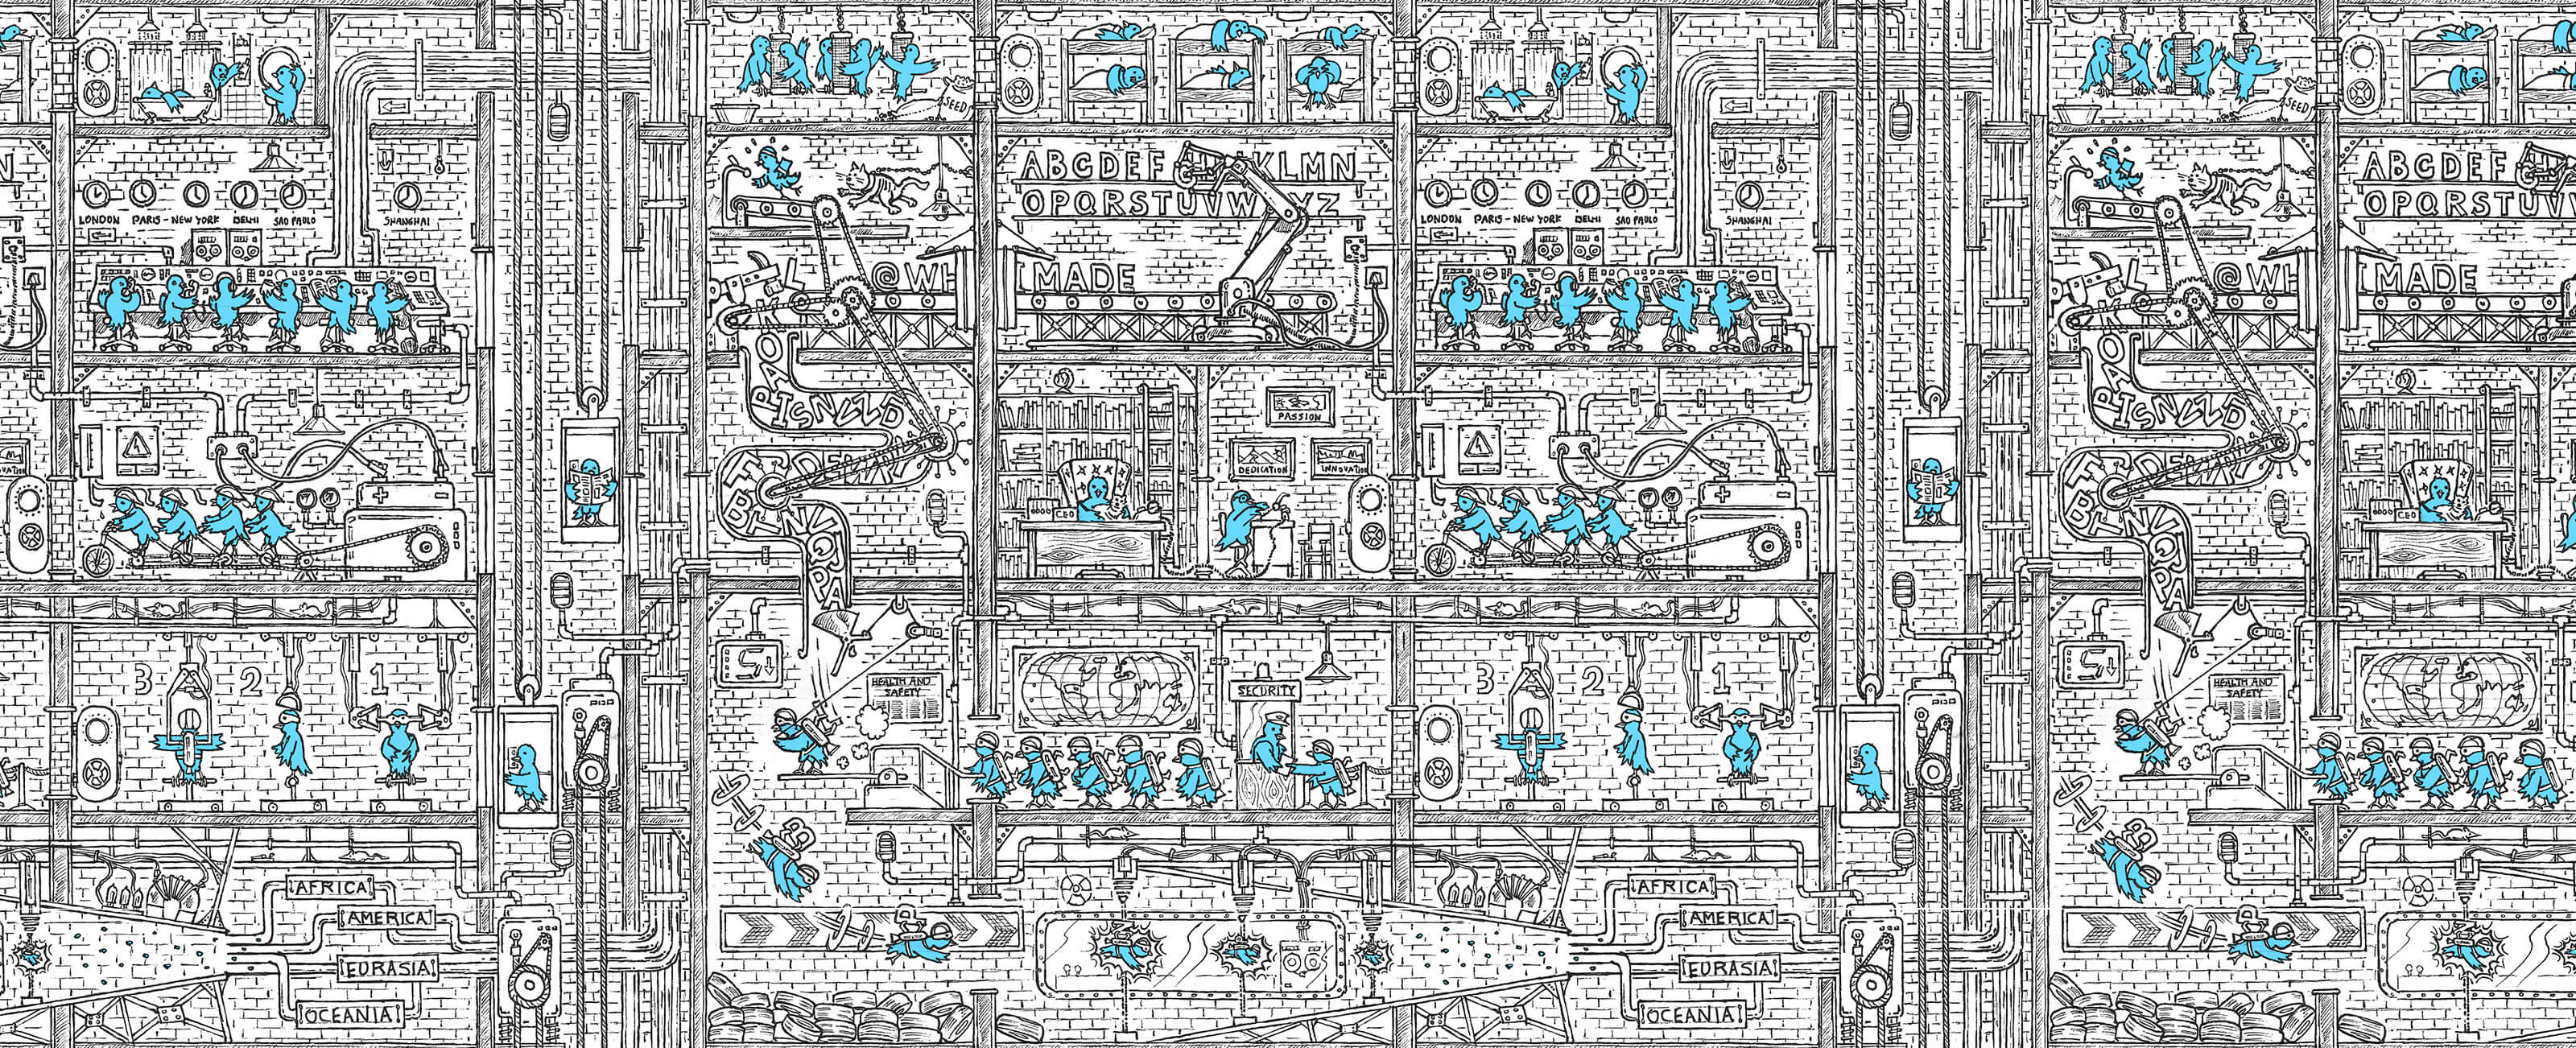 SEED
SEED
ABCDEF KLMN
OPQRSTUVW YZ
ABCDEF
OPQRSTUV
LONDON PARIS - NEW YORK DELHI SAO PAULO SHANGHAI
LONDON PARIS - NEW YORK DELHI SAO PAULO SHANGHAI
@WH MADE
@WH MADE
PASSION
DEDICATION
INNOVATION
CEO
CEO
3 2 1
3 2 1
HEALTH AND
SAFETY
SECURITY
HEALTH AND
SAFETY
AFRICA
AMERICA
EURASIA
OCEANIA
AFRICA
AMERICA
EURASIA
OCEANIA